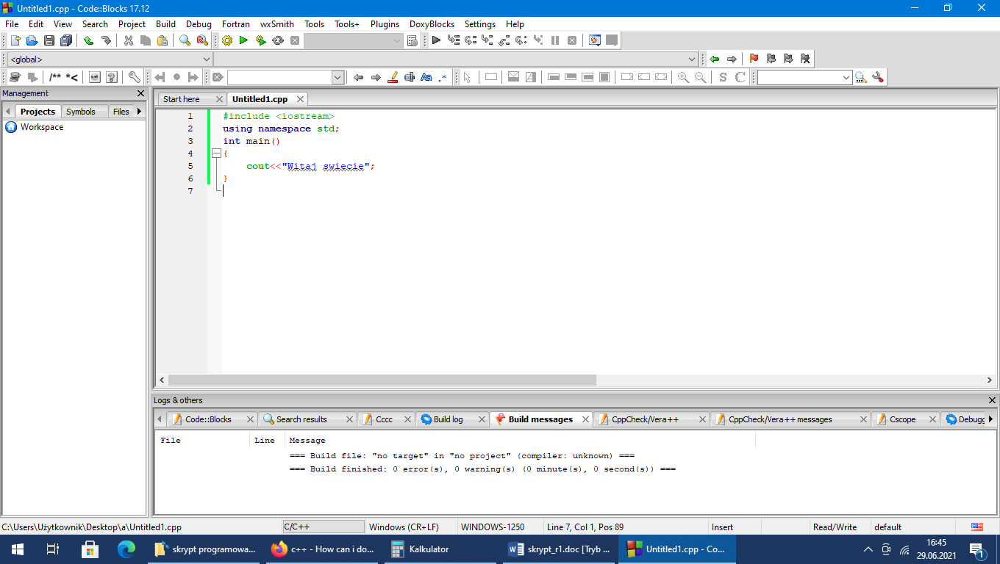 Untitled1.cpp - Code::Blocks 17.12
File Edit View Search Project Build Debug Fortran wxSmith Tools Tools+ Plugins DoxyBlocks Settings Help
<global>
/** *<
Aa .*
S C
Management
Projects Symbols Files
Workspace
Start here Untitled1.cpp
1 #include <iostream>
2 using namespace std;
3 int main()
4 {
5 cout<<"Witaj swiecie";
6 }
7
Logs & others
Code::Blocks Search results Cccc Build log Build messages CppCheck/Vera++ CppCheck/Vera++ messages Cscope Debugg
File Line Message
=== Build file: "no target" in "no project" (compiler: unknown) ===
=== Build finished: 0 error(s), 0 warning(s) (0 minute(s), 0 second(s)) ===
C:\Users\Użytkownik\Desktop\a\Untitled1.cpp C/C++ Windows (CR+LF) WINDOWS-1250 Line 7, Col 1, Pos 89 Insert Read/Write default
skrypt programowa... c++ - How can i do... Kalkulator skrypt_r1.doc [Tryb ... Untitled1.cpp - Co... 16:45
29.06.2021 1